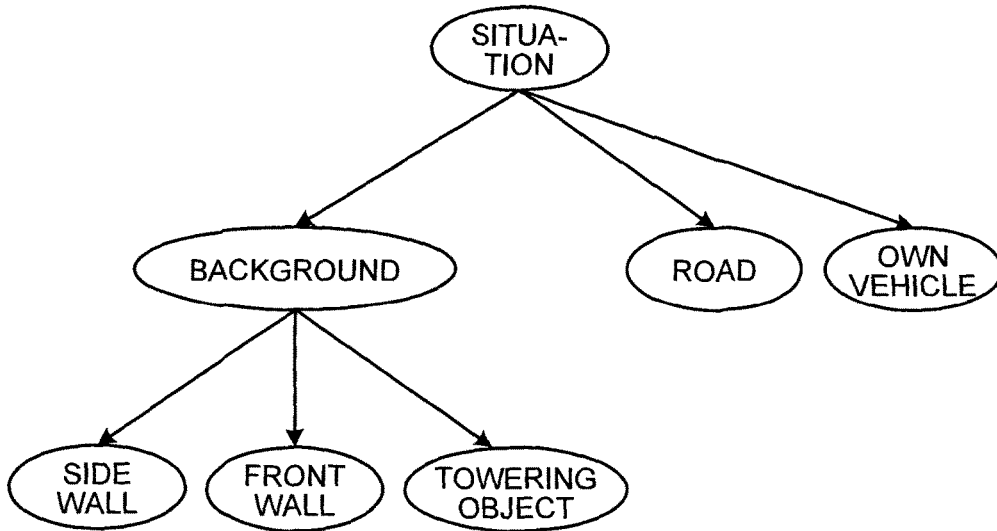 SITUA-
TION
BACKGROUND
ROAD
OWN
VEHICLE
SIDE
WALL
FRONT
WALL
TOWERING
OBJECT